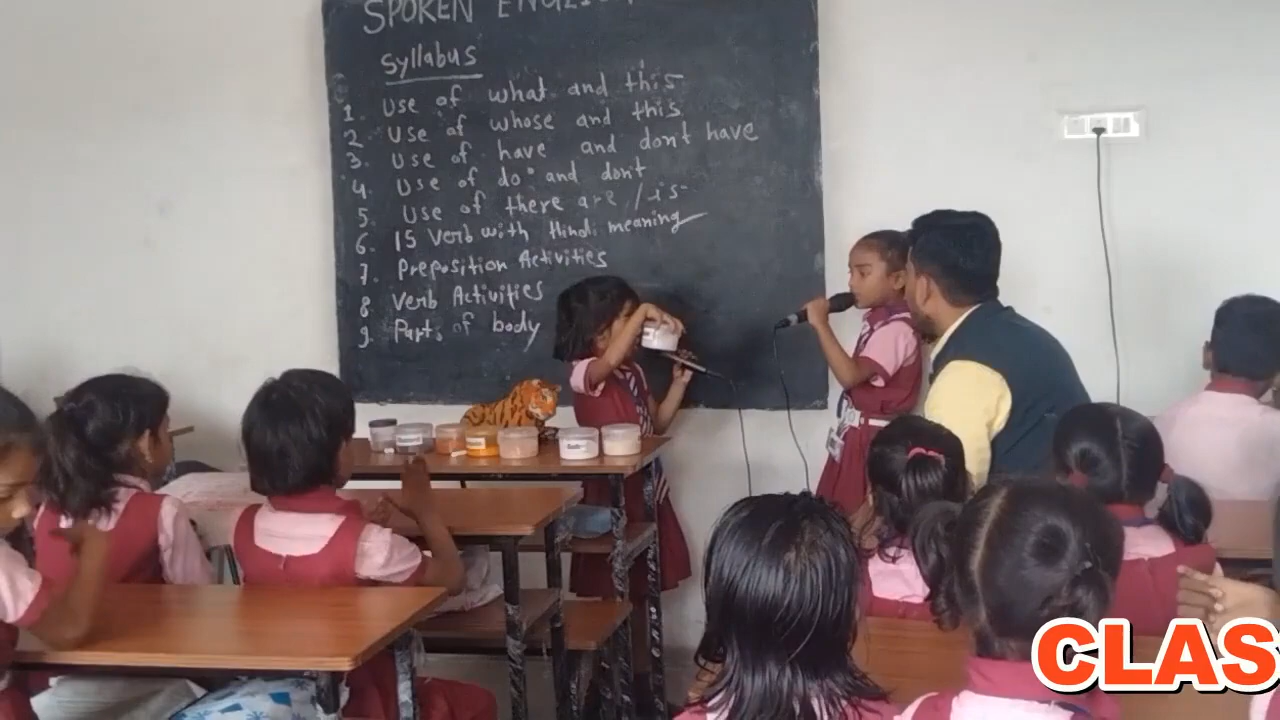 SPOKEN ENGLISH
Syllabus
1. Use of what and this
2. Use of whose and this
3. Use of have and don't have
4. Use of do and don't
5. Use of there are / is
6. 15 Verb with Hindi meaning
7. Preposition Activities
8 Verb Activities
9. Parts of body
CLAS